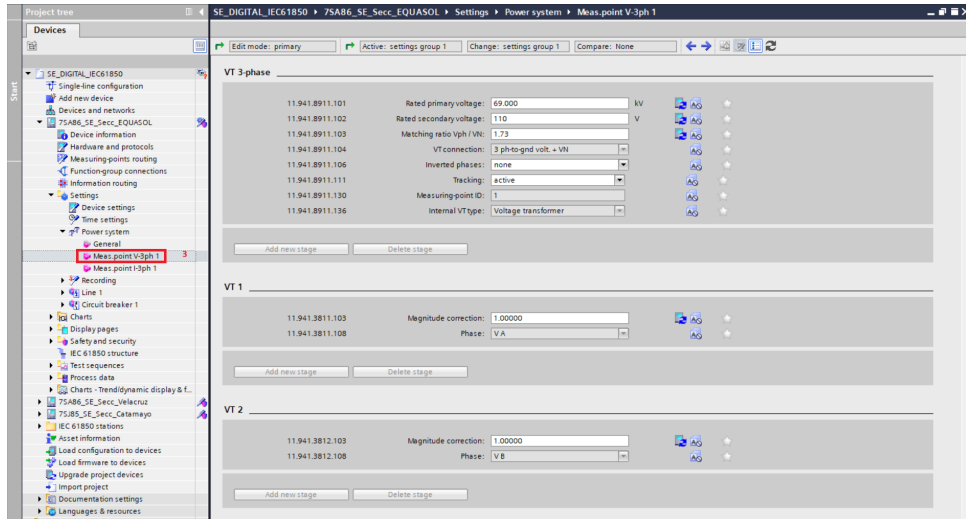 Project tree
SE_DIGITAL_IEC61850 ▸ 7SA86_SE_Secc_EQUASOL ▸ Settings ▸ Power system ▸ Meas.point V-3ph 1
Devices
Start
Edit mode: primary
Active: settings group 1
Change: settings group 1
Compare: None
SE_DIGITAL_IEC61850
Single-line configuration
Add new device
Devices and networks
7SA86_SE_Secc_EQUASOL
Device information
Hardware and protocols
Measuring-points routing
Function-group connections
Information routing
Settings
Device settings
Time settings
Power system
General
Meas.point V-3ph 1 3
Meas.point I-3ph 1
Recording
Line 1
Circuit breaker 1
Charts
Display pages
Safety and security
IEC 61850 structure
Test sequences
Process data
Charts - Trend/dynamic display & f...
7SA86_SE_Secc_Velacruz
7SJ85_SE_Secc_Catamayo
IEC 61850 stations
Asset information
Load configuration to devices
Load firmware to devices
Upgrade project devices
Import project
Documentation settings
Languages & resources
VT 3-phase
11.941.8911.101 Rated primary voltage: 69.000 kV
11.941.8911.102 Rated secondary voltage: 110 V
11.941.8911.103 Matching ratio Vph / VN: 1.73
11.941.8911.104 VT connection: 3 ph-to-gnd volt. + VN
11.941.8911.106 Inverted phases: none
11.941.8911.111 Tracking: active
11.941.8911.130 Measuring-point ID: 1
11.941.8911.136 Internal VT type: Voltage transformer
Add new stage Delete stage
VT 1
11.941.3811.103 Magnitude correction: 1.00000
11.941.3811.108 Phase: V A
Add new stage Delete stage
VT 2
11.941.3812.103 Magnitude correction: 1.00000
11.941.3812.108 Phase: V B
Add new stage Delete stage